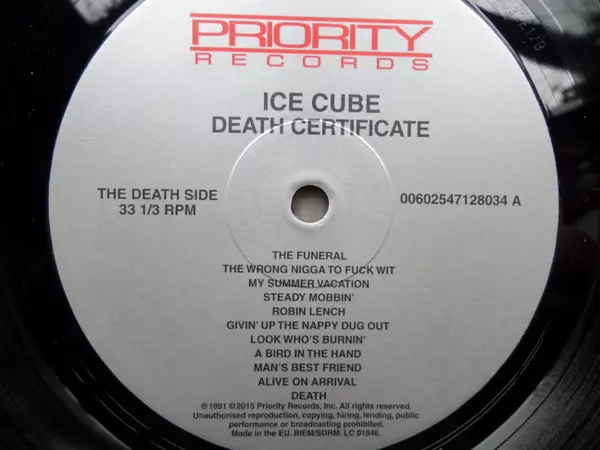 PRIORITY
RECORDS
ICE CUBE
DEATH CERTIFICATE
THE DEATH SIDE
33 1/3 RPM
00602547128034 A
THE FUNERAL
THE WRONG NIGGA TO FUCK WIT
MY SUMMER VACATION
STEADY MOBBIN'
ROBIN LENCH
GIVIN' UP THE NAPPY DUG OUT
LOOK WHO'S BURNIN'
A BIRD IN THE HAND
MAN'S BEST FRIEND
ALIVE ON ARRIVAL
DEATH
℗ 1991 © 2015 Priority Records, Inc. All rights reserved.
Unauthorised reproduction, copying, hiring, lending, public
performance or broadcasting prohibited.
Made in the EU. BIEM/SDRM. LC 01846.